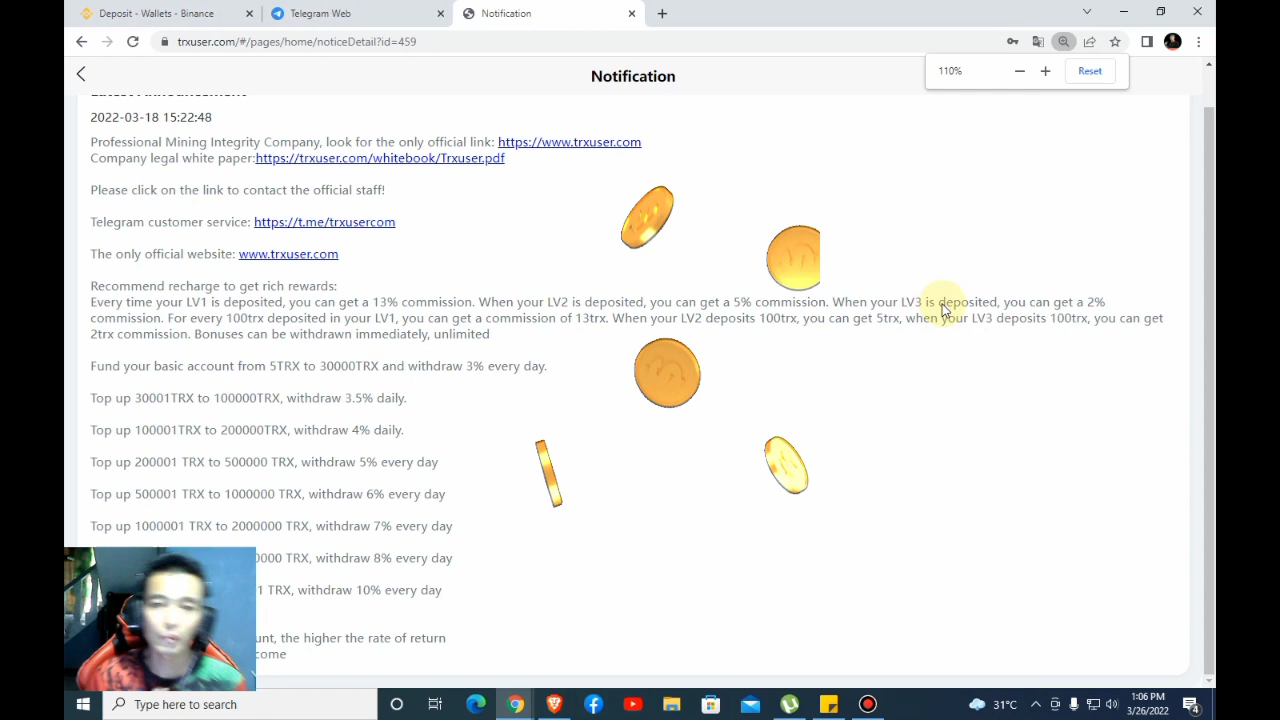 Deposit - Wallets - Binance
Telegram Web
Notification
trxuser.com/#/pages/home/noticeDetail?id=459
110%
Reset
Notification
Latest Announcement
2022-03-18 15:22:48
Professional Mining Integrity Company, look for the only official link: https://www.trxuser.com
Company legal white paper:https://trxuser.com/whitebook/Trxuser.pdf
Please click on the link to contact the official staff!
Telegram customer service: https://t.me/trxusercom
The only official website: www.trxuser.com
Recommend recharge to get rich rewards:
Every time your LV1 is deposited, you can get a 13% commission. When your LV2 is deposited, you can get a 5% commission. When your LV3 is deposited, you can get a 2%
commission. For every 100trx deposited in your LV1, you can get a commission of 13trx. When your LV2 deposits 100trx, you can get 5trx, when your LV3 deposits 100trx, you can get
2trx commission. Bonuses can be withdrawn immediately, unlimited
Fund your basic account from 5TRX to 30000TRX and withdraw 3% every day.
Top up 30001TRX to 100000TRX, withdraw 3.5% daily.
Top up 100001TRX to 200000TRX, withdraw 4% daily.
Top up 200001 TRX to 500000 TRX, withdraw 5% every day
Top up 500001 TRX to 1000000 TRX, withdraw 6% every day
Top up 1000001 TRX to 2000000 TRX, withdraw 7% every day
0000 TRX, withdraw 8% every day
1 TRX, withdraw 10% every day
unt, the higher the rate of return
come
Type here to search
31°C
1:06 PM
3/26/2022
4